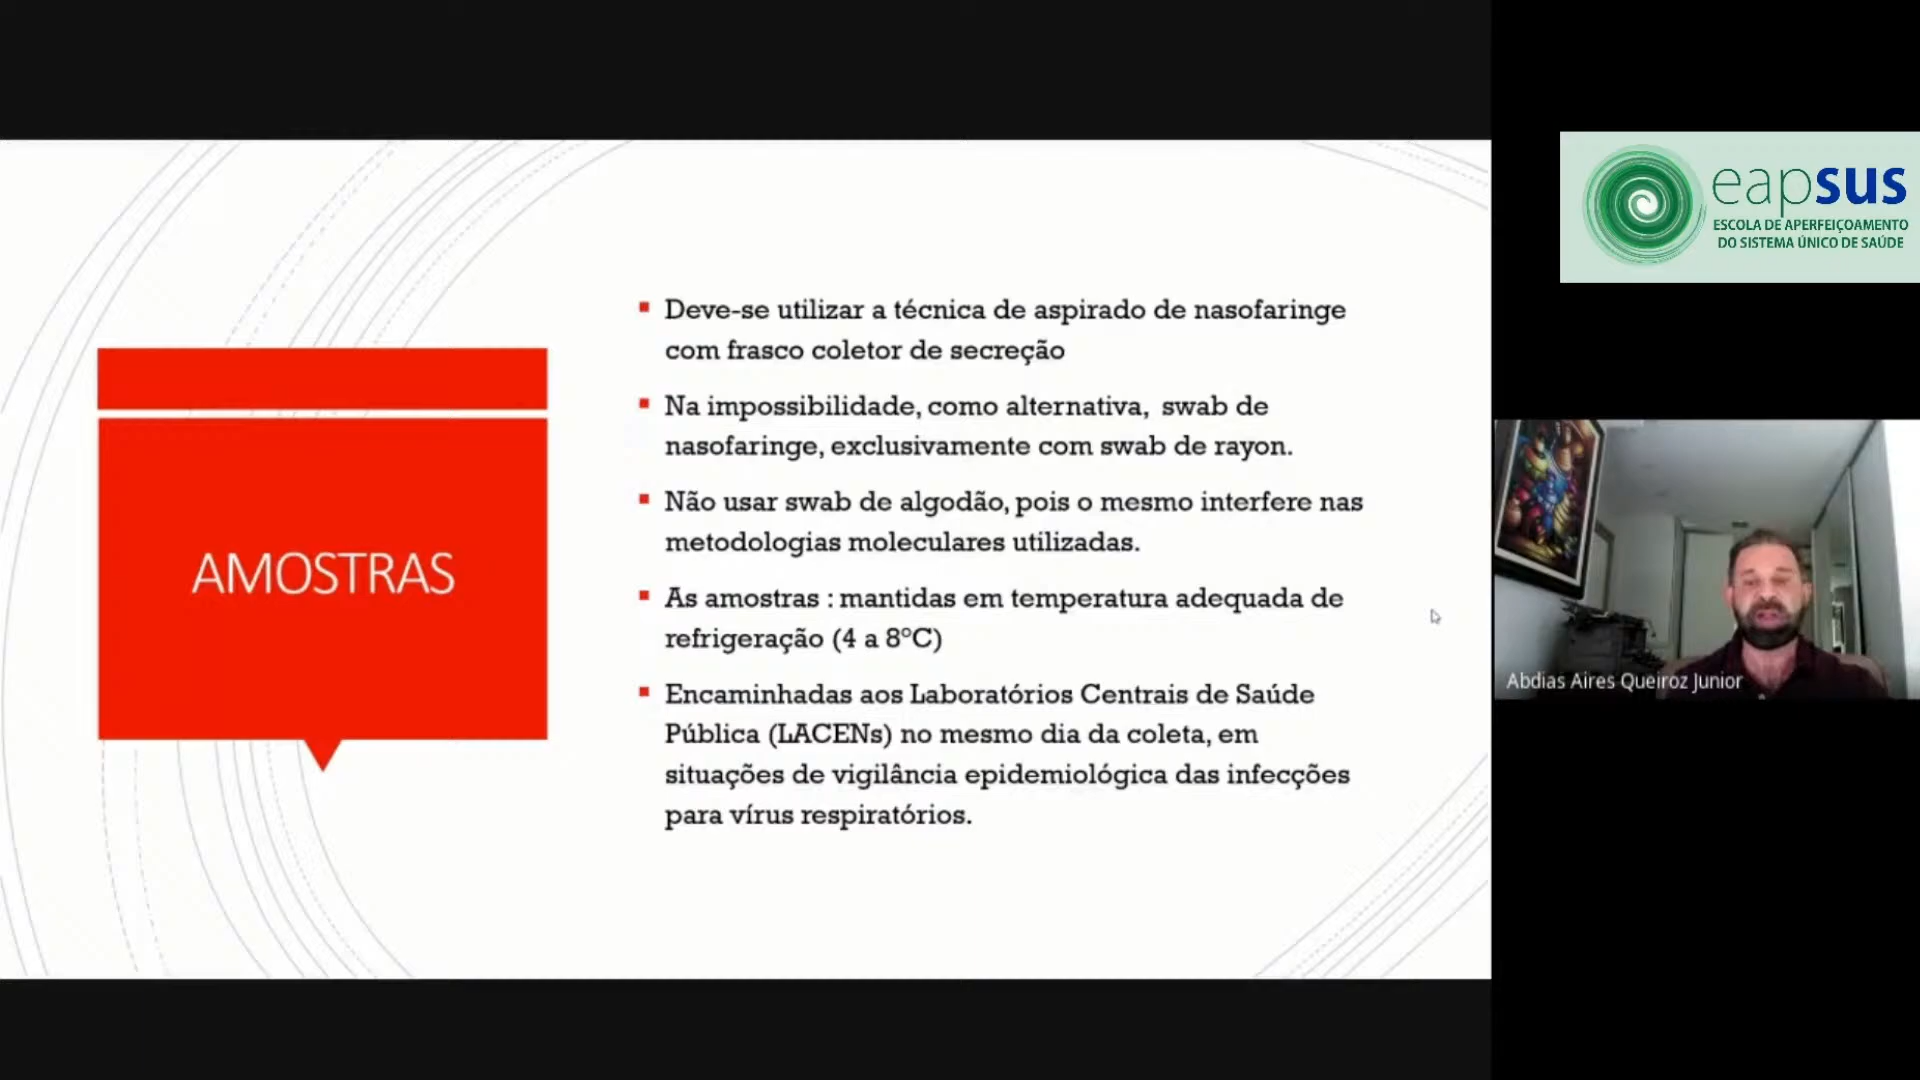 AMOSTRAS
Deve-se utilizar a técnica de aspirado de nasofaringe
com frasco coletor de secreção
Na impossibilidade, como alternativa, swab de
nasofaringe, exclusivamente com swab de rayon.
Não usar swab de algodão, pois o mesmo interfere nas
metodologias moleculares utilizadas.
As amostras : mantidas em temperatura adequada de
refrigeração (4 a 8°C)
Encaminhadas aos Laboratórios Centrais de Saúde
Pública (LACENs) no mesmo dia da coleta, em
situações de vigilância epidemiológica das infecções
para vírus respiratórios.
eapsus
ESCOLA DE APERFEIÇOAMENTO
DO SISTEMA ÚNICO DE SAÚDE
Abdias Aires Queiroz Junior